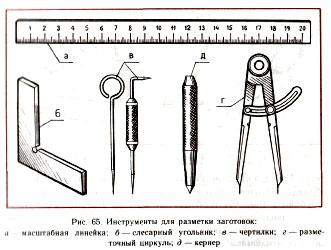 1 2 3 4 5 6 7 8 9 10 11 12 13 14 15 16 17 18 19 20
а
в
д
г
б
Рис. 65. Инструменты для разметки заготовок:
а — масштабная линейка; б — слесарный угольник; в — чертилки; г — разме-
точный циркуль; д — кернер